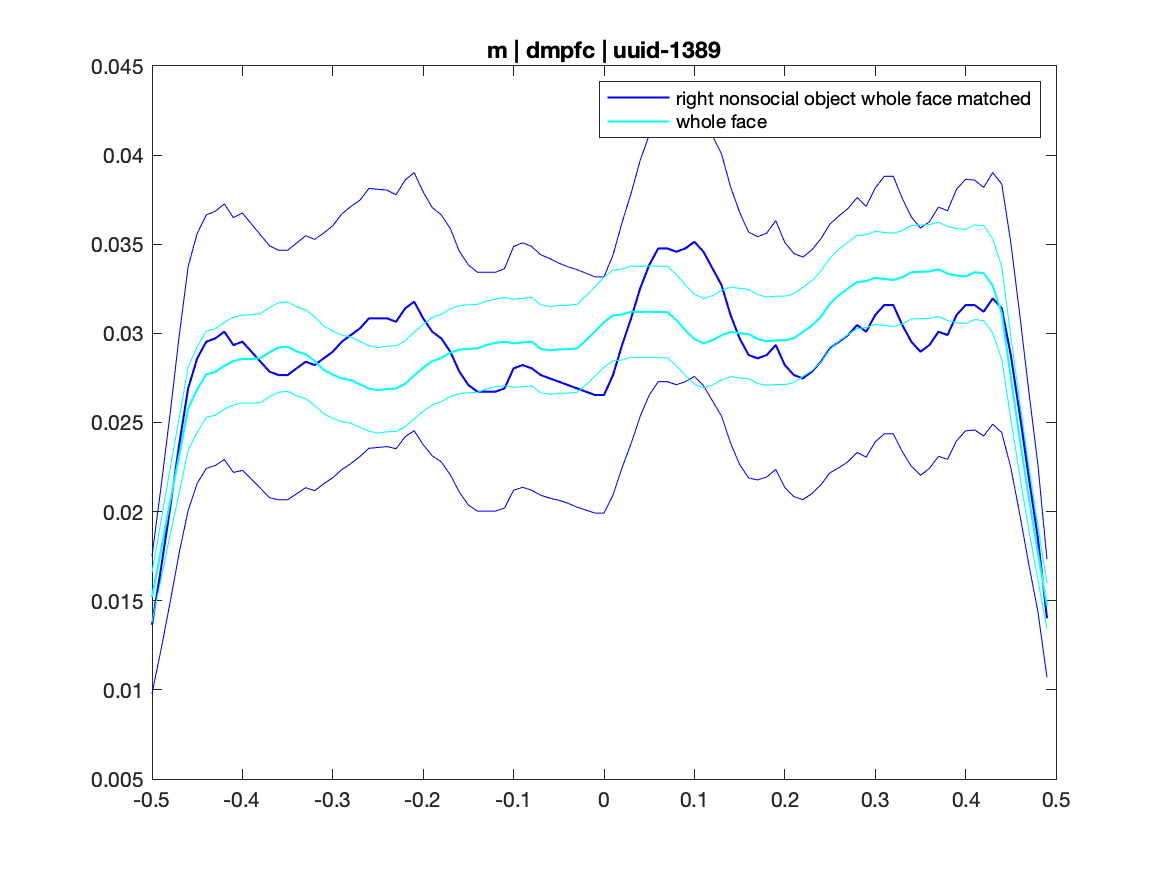 m | dmpfc | uuid-1389
right nonsocial object whole face matched
whole face
0.045
0.04
0.035
0.03
0.025
0.02
0.015
0.01
0.005
-0.5 -0.4 -0.3 -0.2 -0.1 0 0.1 0.2 0.3 0.4 0.5